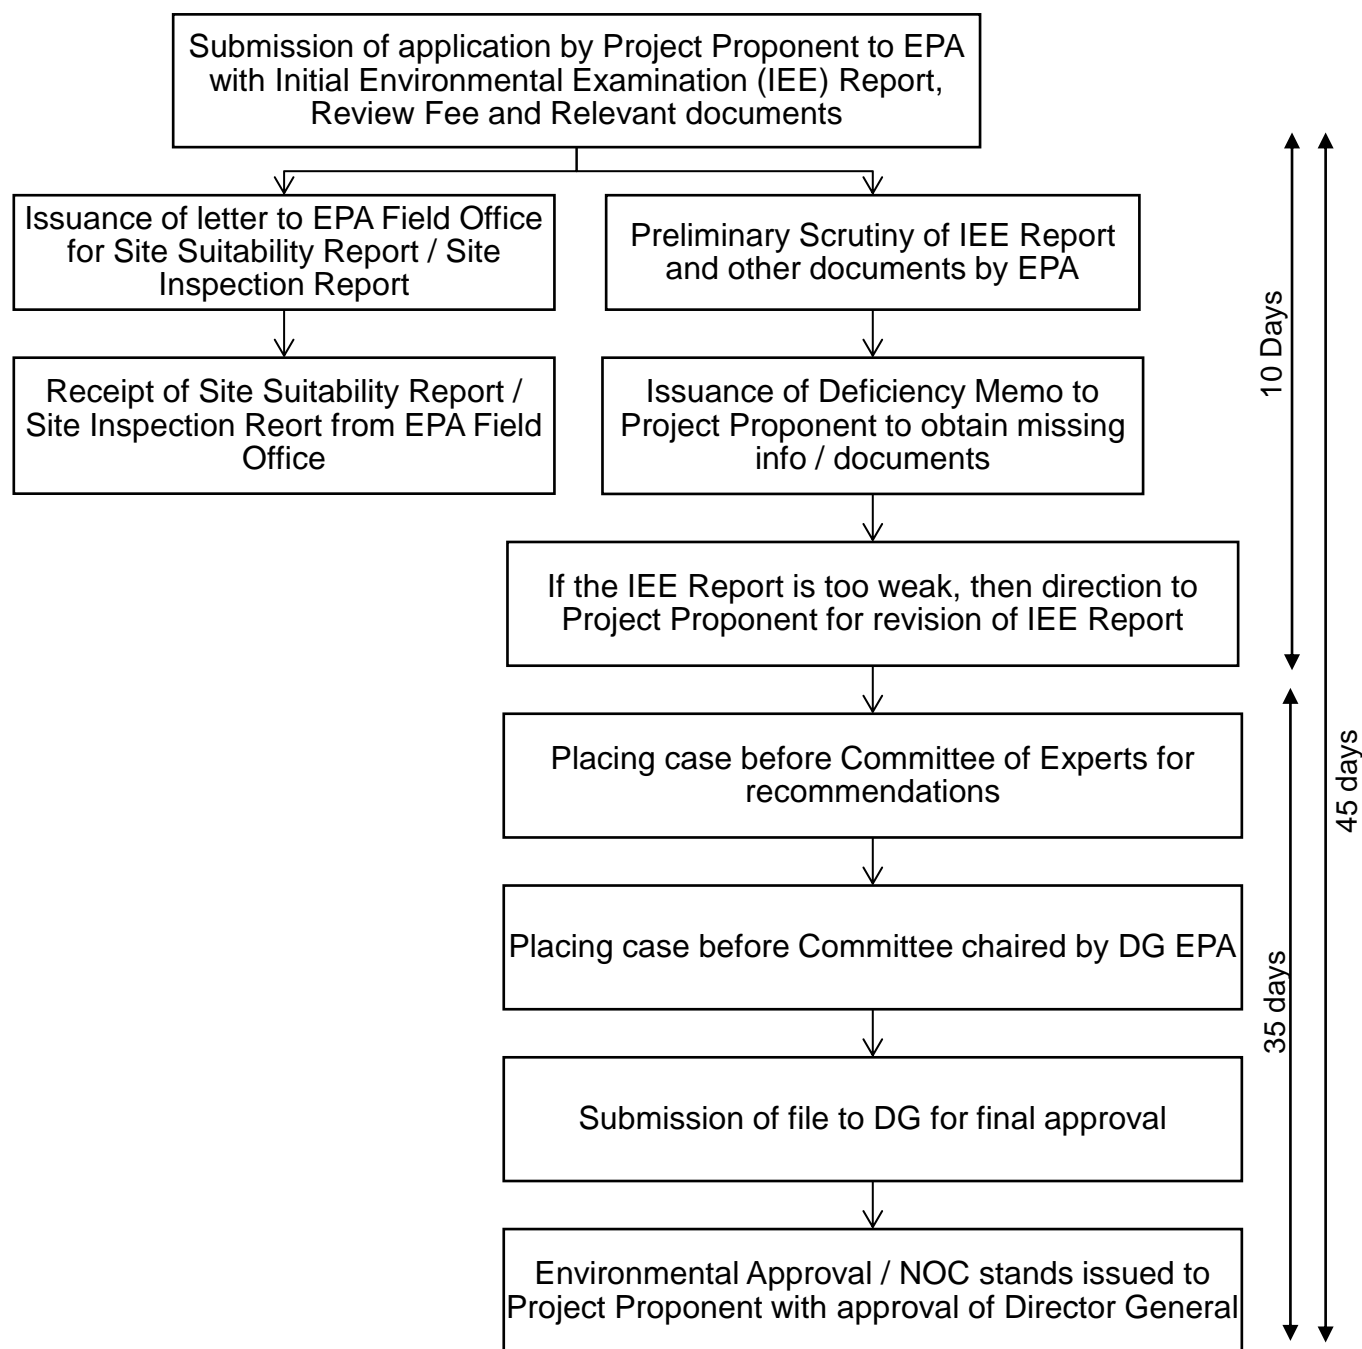 Submission of application by Project Proponent to EPA
with Initial Environmental Examination (IEE) Report,
Review Fee and Relevant documents
Issuance of letter to EPA Field Office
for Site Suitability Report / Site
Inspection Report
Preliminary Scrutiny of IEE Report
and other documents by EPA
Receipt of Site Suitability Report /
Site Inspection Reort from EPA Field
Office
Issuance of Deficiency Memo to
Project Proponent to obtain missing
info / documents
If the IEE Report is too weak, then direction to
Project Proponent for revision of IEE Report
Placing case before Committee of Experts for
recommendations
Placing case before Committee chaired by DG EPA
Submission of file to DG for final approval
Environmental Approval / NOC stands issued to
Project Proponent with approval of Director General
10 Days
35 days
45 days